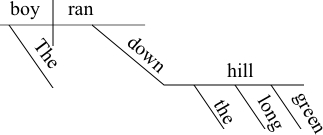 boy ran
The
down
hill
the
long
green